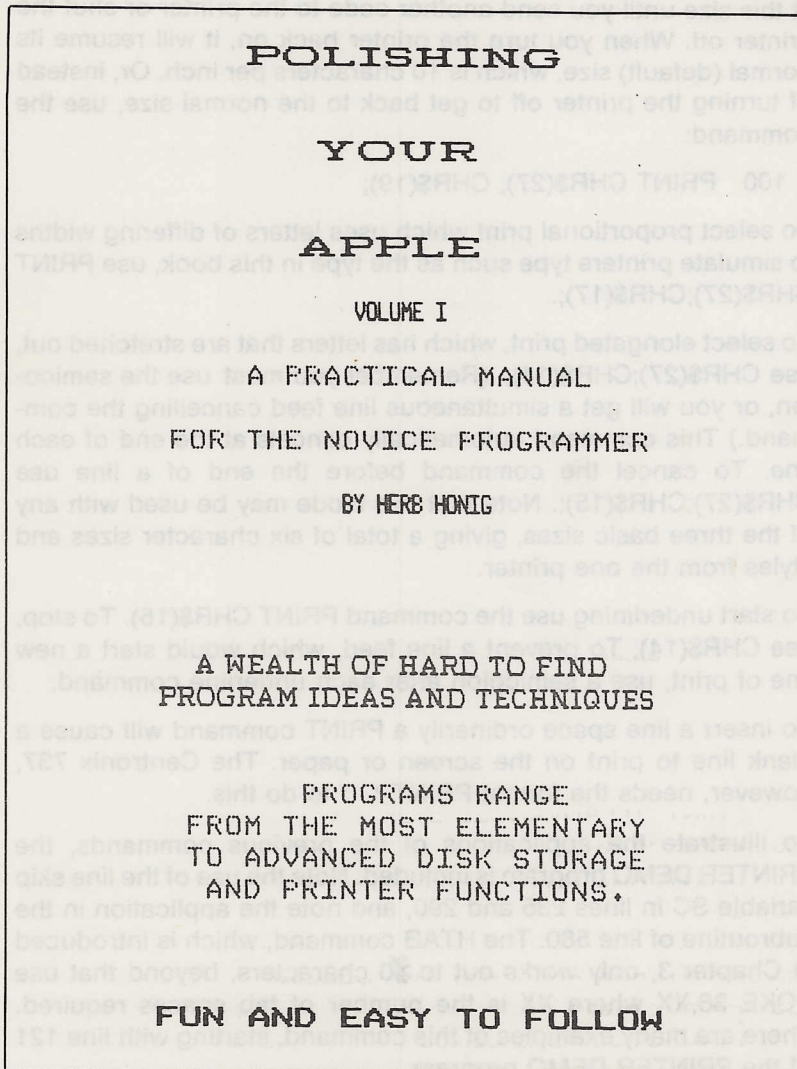 POLISHING
YOUR
APPLE
VOLUME I
A PRACTICAL MANUAL
FOR THE NOVICE PROGRAMMER
BY HERB HONIG
A WEALTH OF HARD TO FIND
PROGRAM IDEAS AND TECHNIQUES
PROGRAMS RANGE
FROM THE MOST ELEMENTARY
TO ADVANCED DISK STORAGE
AND PRINTER FUNCTIONS.
FUN AND EASY TO FOLLOW